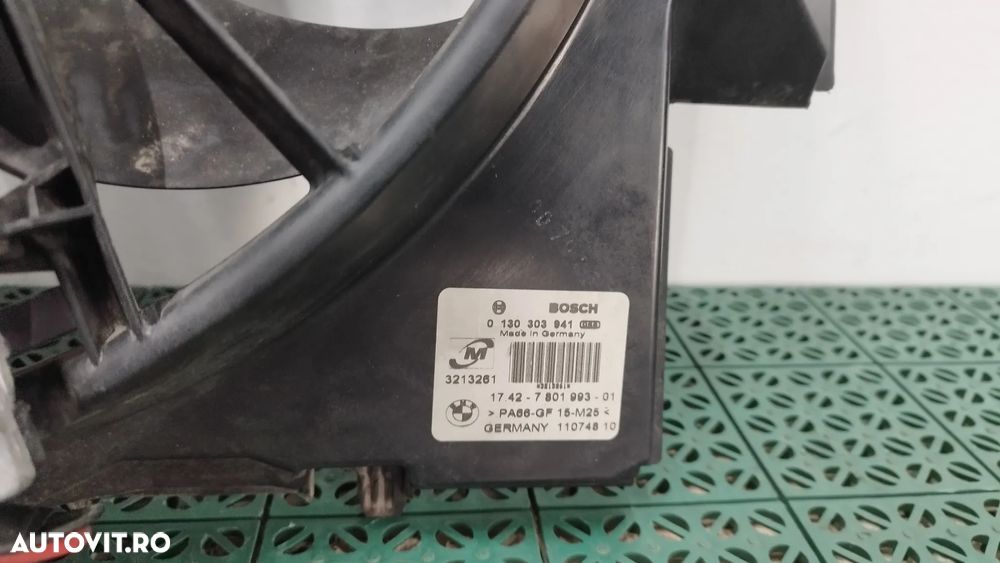 BOSCH
0 130 303 941
Made in Germany
M
3213261
17.42 - 7 801 993 - 01
> PA66-GF 15-M25 <
GERMANY 110748 10
AUTOVIT.RO